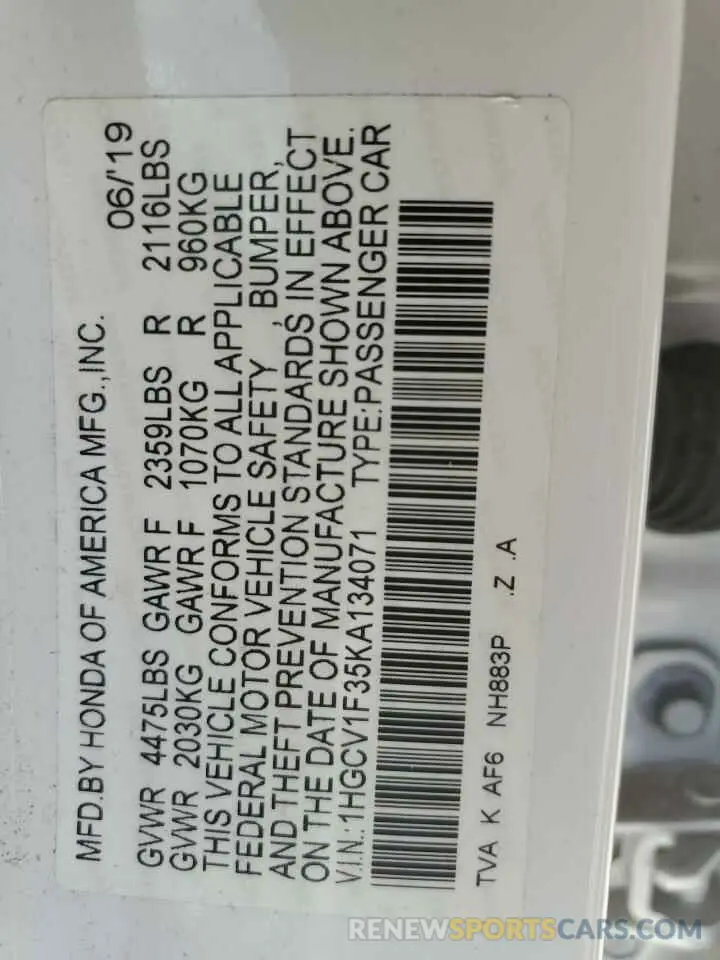 MFD.BY HONDA OF AMERICA MFG.,INC. 06/'19
GVWR 4475LBS GAWR F 2359LBS R 2116LBS
GVWR 2030KG GAWR F 1070KG R 960KG
THIS VEHICLE CONFORMS TO ALL APPLICABLE
FEDERAL MOTOR VEHICLE SAFETY , BUMPER,
AND THEFT PREVENTION STANDARDS IN EFFECT
ON THE DATE OF MANUFACTURE SHOWN ABOVE.
V.I.N.:1HGCV1F35KA134071 TYPE:PASSENGER CAR
TVA K AF6 NH883P .Z .A
RENEWSPORTSCARS.COM